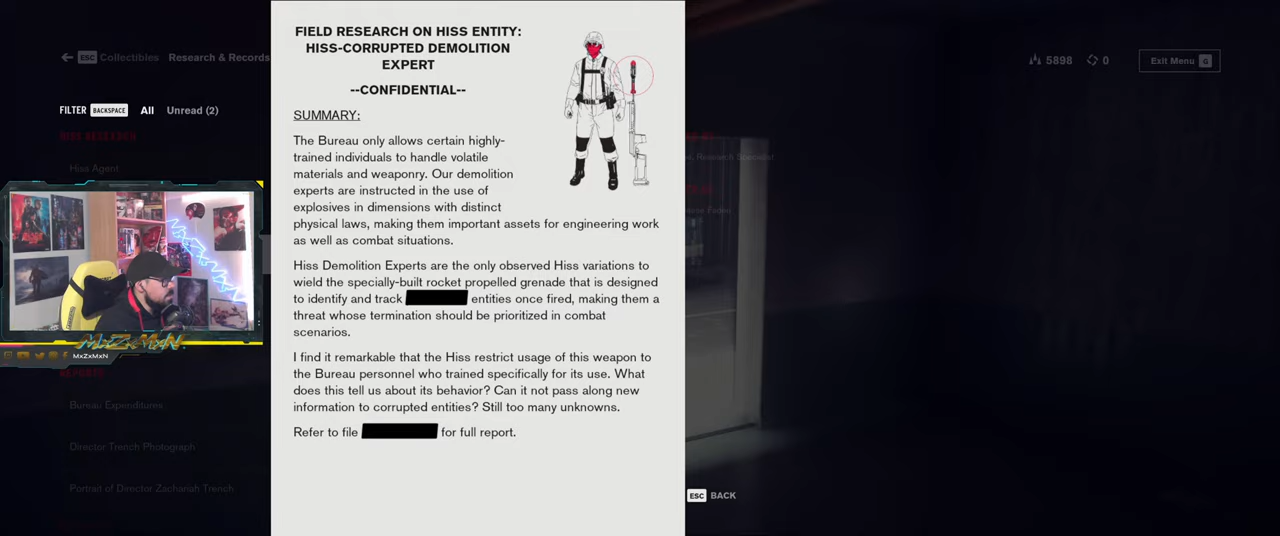 FIELD RESEARCH ON HISS ENTITY:
HISS-CORRUPTED DEMOLITION
EXPERT
--CONFIDENTIAL--
SUMMARY:
The Bureau only allows certain highly-
trained individuals to handle volatile
materials and weaponry. Our demolition
experts are instructed in the use of
explosives in dimensions with distinct
physical laws, making them important assets for engineering work
as well as combat situations.
Hiss Demolition Experts are the only observed Hiss variations to
wield the specially-built rocket propelled grenade that is designed
to identify and track entities once fired, making them a
threat whose termination should be prioritized in combat
scenarios.
I find it remarkable that the Hiss restrict usage of this weapon to
the Bureau personnel who trained specifically for its use. What
does this tell us about its behavior? Can it not pass along new
information to corrupted entities? Still too many unknowns.
Refer to file for full report.
ESC Collectibles Research & Records
FILTER BACKSPACE All Unread (2)
HISS RESEARCH
Hiss Agent
MxZxMxN
MxZxMxN
REPORTS
Bureau Expenditures
Director Trench Photograph
Portrait of Director Zachariah Trench
5898 0 Exit Menu G
Research Specialist
ESC BACK